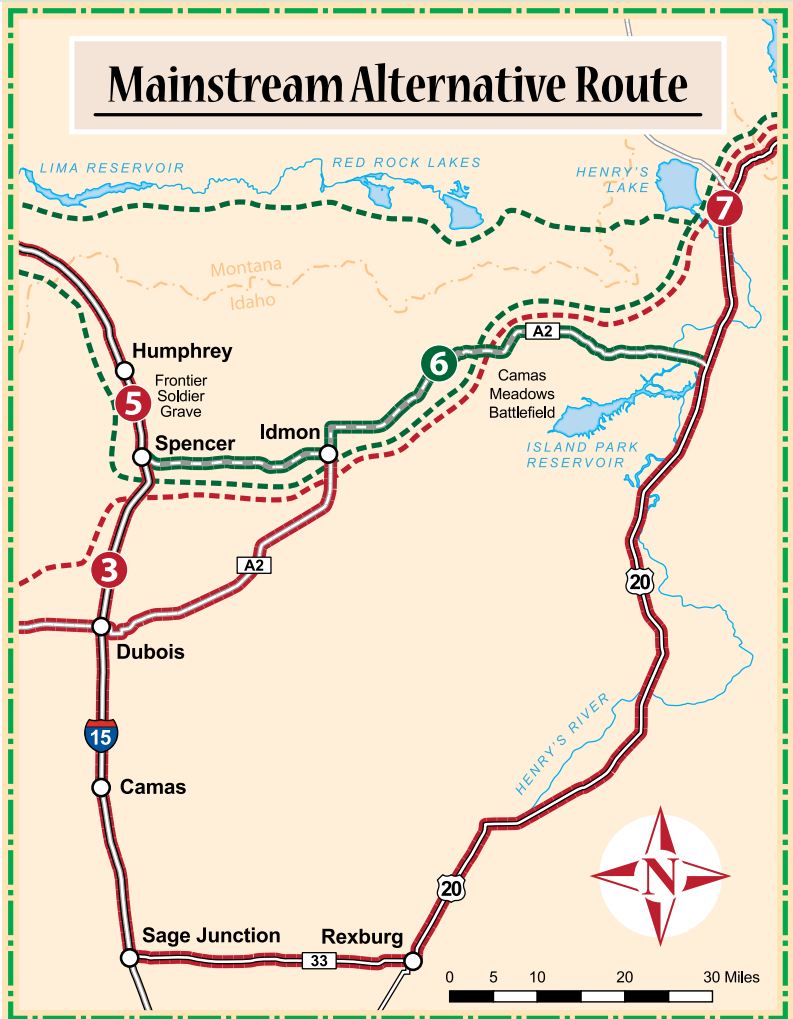 Mainstream Alternative Route
LIMA RESERVOIR
RED ROCK LAKES
HENRY'S
LAKE
7
Montana
Idaho
A2
Humphrey
6
Frontier
Soldier
Grave
5
Camas
Meadows
Battlefield
Idmon
Spencer
ISLAND PARK
RESERVOIR
3
A2
20
Dubois
15
HENRY'S RIVER
Camas
N
20
Sage Junction
Rexburg
33
0 5 10 20 30 Miles